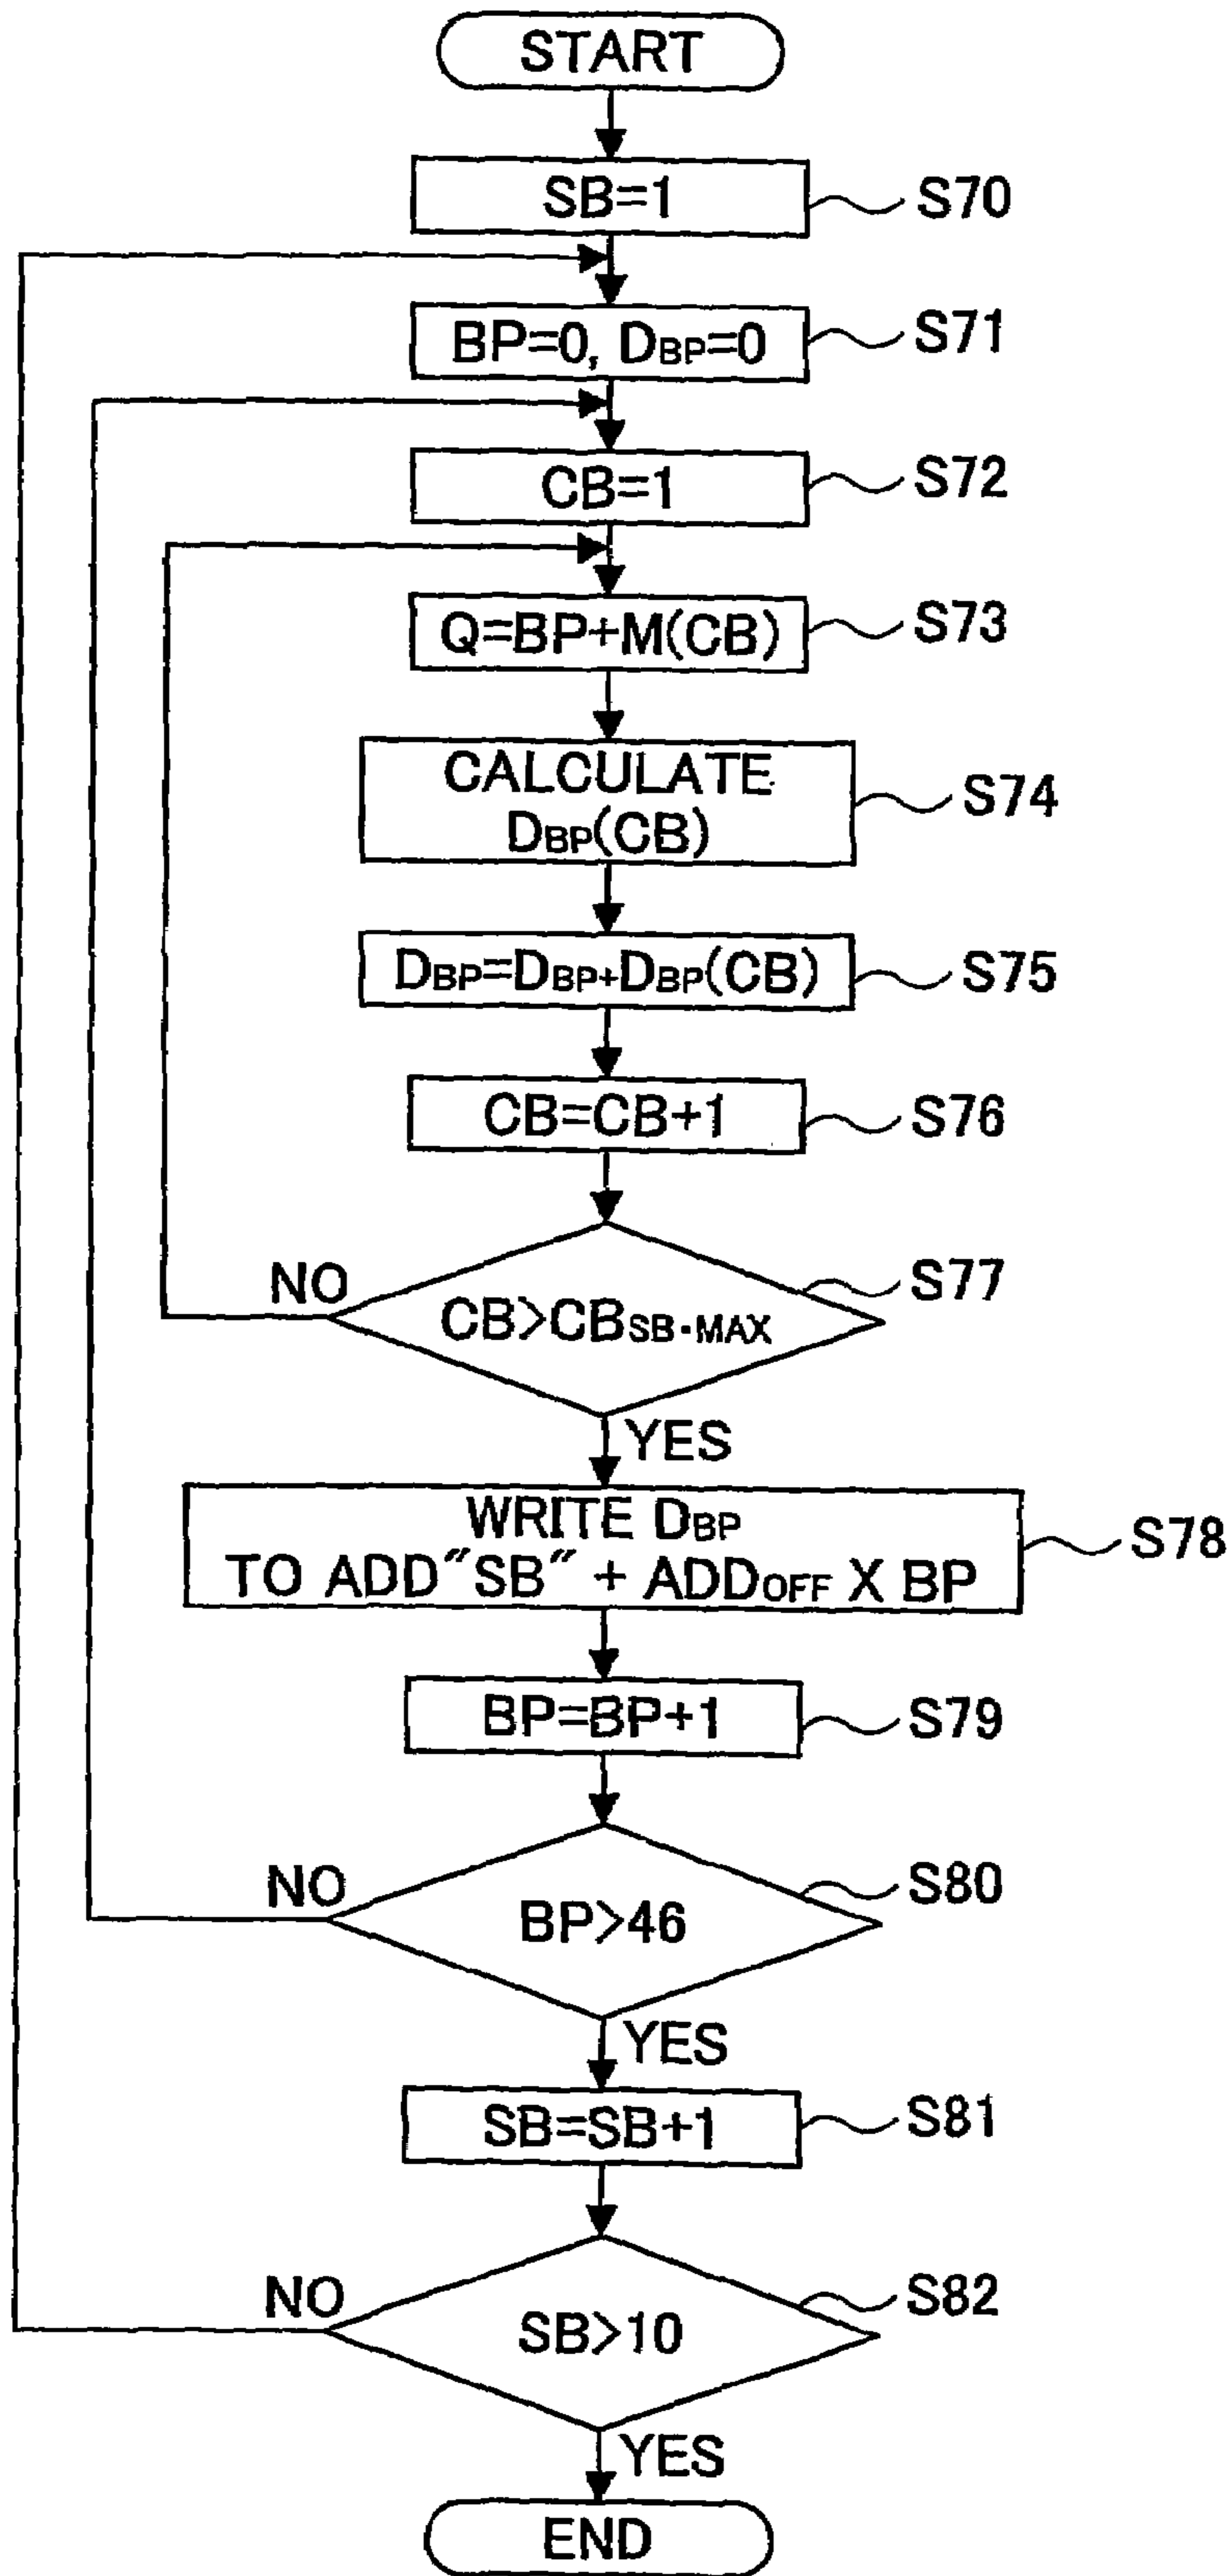 START
SB=1
S70
BP=0, DBP=0
S71
CB=1
S72
Q=BP+M(CB)
S73
CALCULATE
DBP(CB)
S74
DBP=DBP+DBP(CB)
S75
CB=CB+1
S76
NO
CB>CBSB·MAX
S77
YES
WRITE DBP
TO ADD"SB" + ADDOFF X BP
S78
BP=BP+1
S79
NO
BP>46
S80
YES
SB=SB+1
S81
NO
SB>10
S82
YES
END